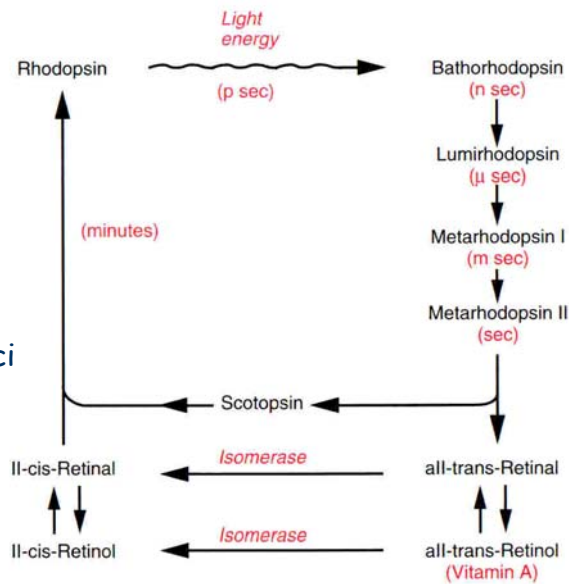 Light
energy
Rhodopsin
Bathorhodopsin
(p sec)
(n sec)
Lumirhodopsin
(μ sec)
(minutes)
Metarhodopsin I
(m sec)
Metarhodopsin II
(sec)
ci
Scotopsin
II-cis-Retinal
Isomerase
all-trans-Retinal
II-cis-Retinol
Isomerase
all-trans-Retinol
(Vitamin A)